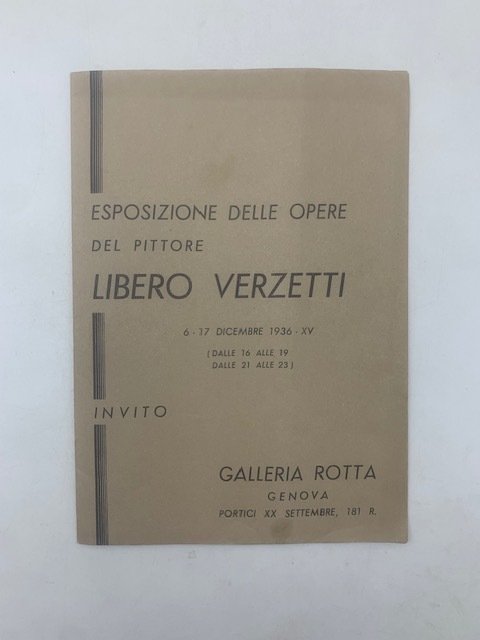 ESPOSIZIONE DELLE OPERE
DEL PITTORE
LIBERO VERZETTI
6 - 17 DICEMBRE 1936 - XV
(DALLE 16 ALLE 19
DALLE 21 ALLE 23)
INVITO
GALLERIA ROTTA
GENOVA
PORTICI XX SETTEMBRE, 181 R.